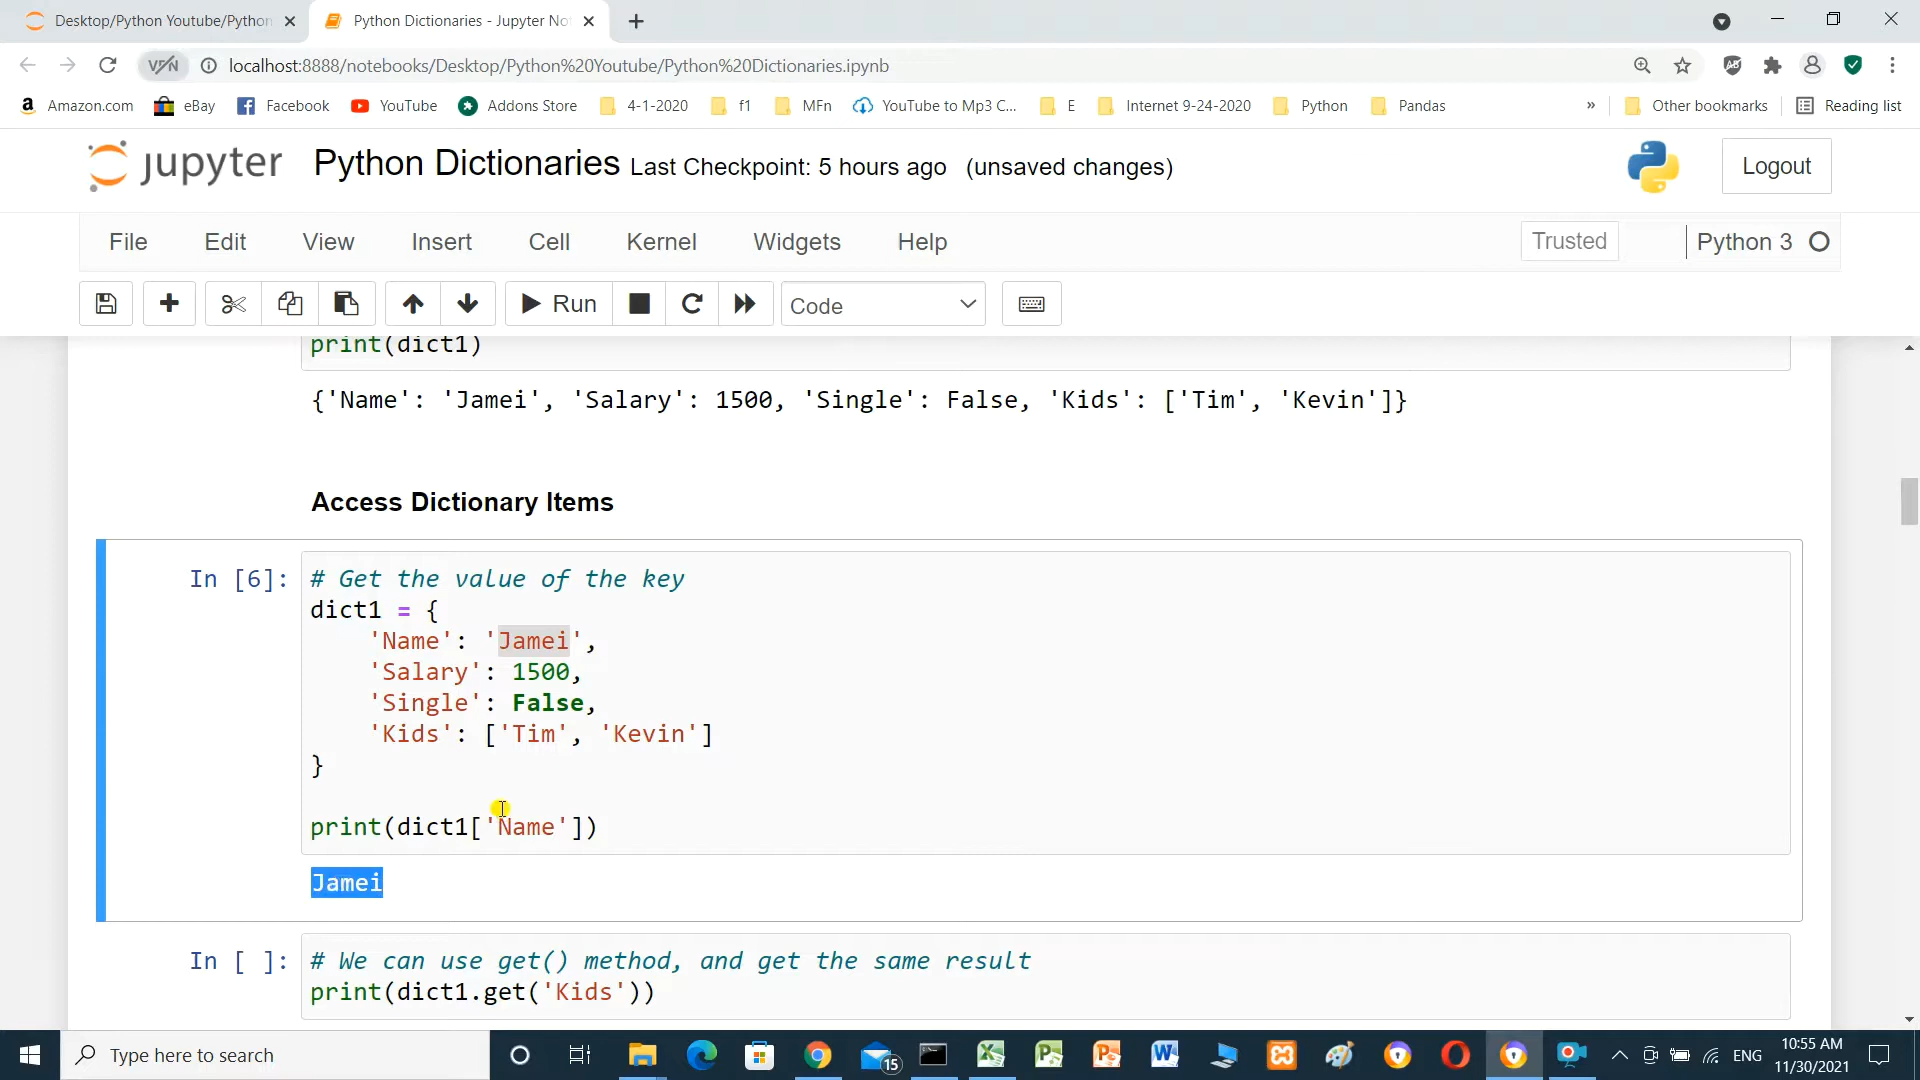 Desktop/Python Youtube/Python
Python Dictionaries - Jupyter No
VPN
localhost:8888/notebooks/Desktop/Python%20Youtube/Python%20Dictionaries.ipynb
Amazon.com
eBay
Facebook
YouTube
Addons Store
4-1-2020
f1
MFn
YouTube to Mp3 C...
E
Internet 9-24-2020
Python
Pandas
»
Other bookmarks
Reading list
jupyter
Python Dictionaries Last Checkpoint: 5 hours ago (unsaved changes)
Logout
File Edit View Insert Cell Kernel Widgets Help
Trusted
Python 3
Run
Code
print(dict1)
{'Name': 'Jamei', 'Salary': 1500, 'Single': False, 'Kids': ['Tim', 'Kevin']}
Access Dictionary Items
In [6]: # Get the value of the key
dict1 = {
'Name': 'Jamei',
'Salary': 1500,
'Single': False,
'Kids': ['Tim', 'Kevin']
}
print(dict1['Name'])
Jamei
In [ ]: # We can use get() method, and get the same result
print(dict1.get('Kids'))
Type here to search
15
ENG
10:55 AM
11/30/2021